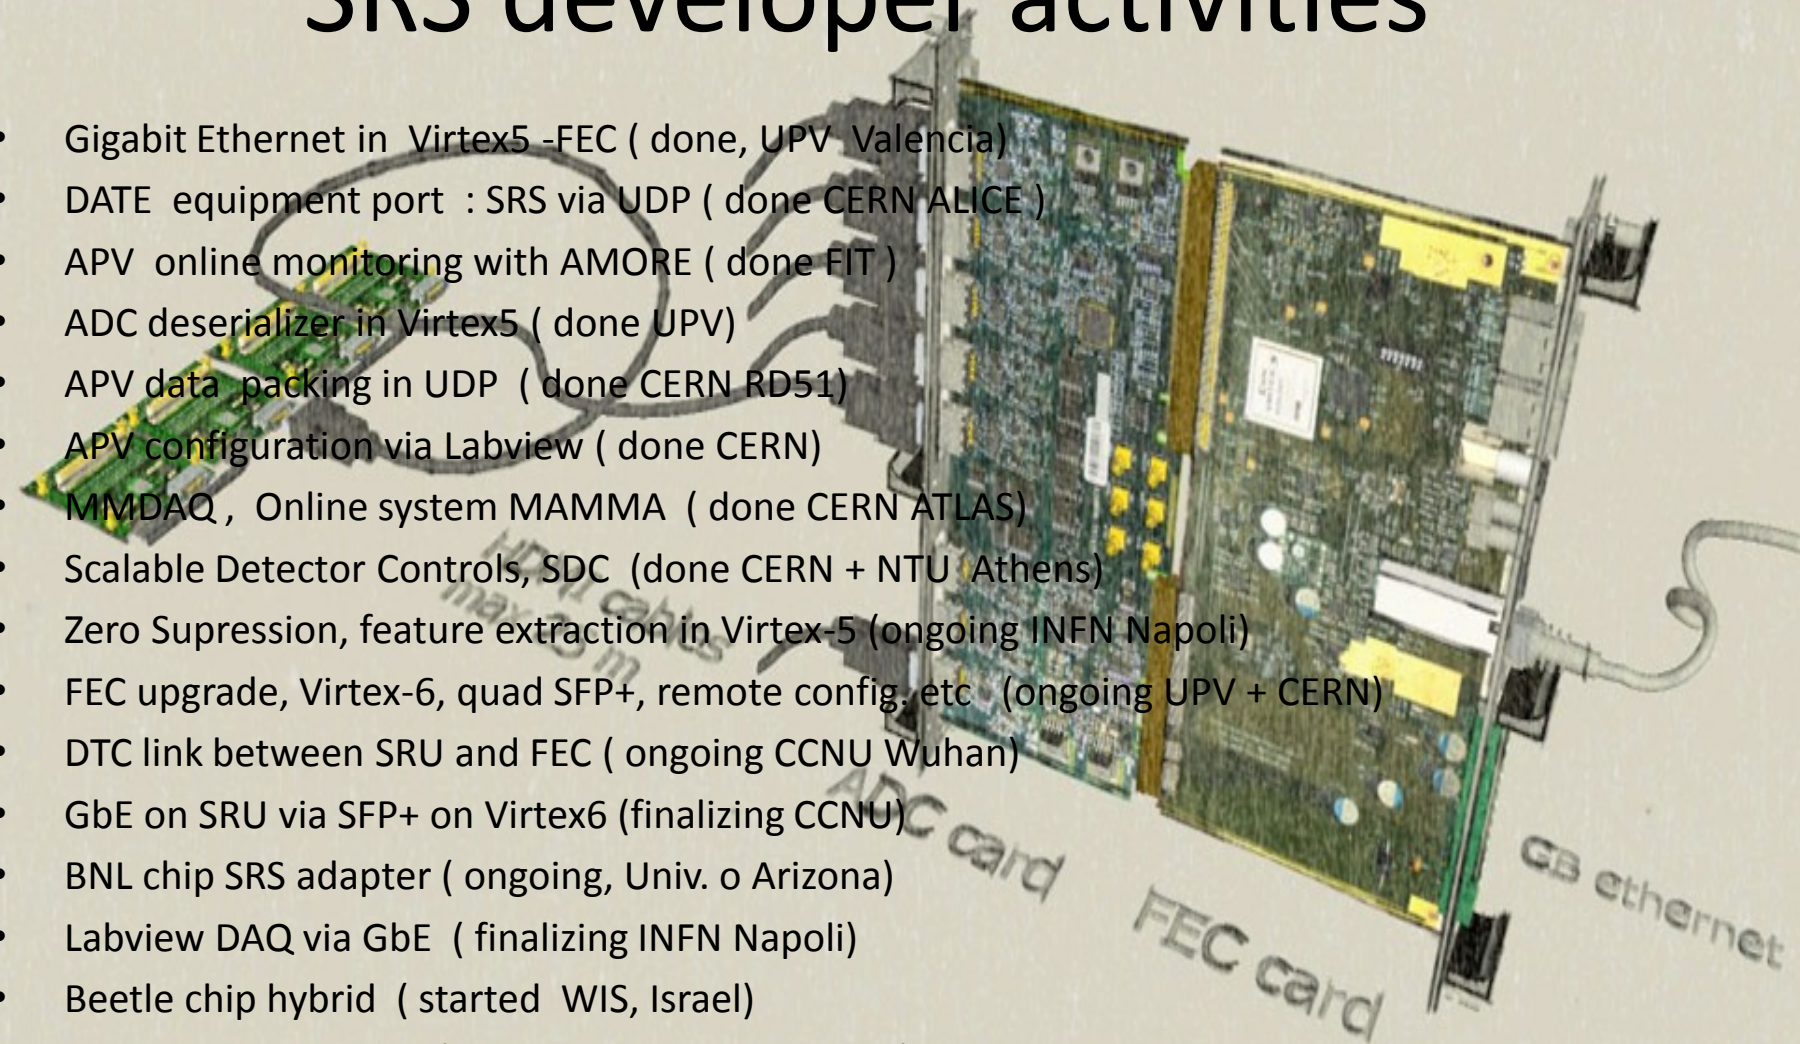 SRS developer activities
• Gigabit Ethernet in Virtex5 -FEC ( done, UPV Valencia)
• DATE equipment port : SRS via UDP ( done CERN ALICE )
• APV online monitoring with AMORE ( done FIT )
• ADC deserializer in Virtex5 ( done UPV)
• APV data packing in UDP ( done CERN RD51)
• APV configuration via Labview ( done CERN)
• MMDAQ , Online system MAMMA ( done CERN ATLAS)
• Scalable Detector Controls, SDC (done CERN + NTU Athens)
• Zero Supression, feature extraction in Virtex-5 (ongoing INFN Napoli)
• FEC upgrade, Virtex-6, quad SFP+, remote config. etc (ongoing UPV + CERN)
• DTC link between SRU and FEC ( ongoing CCNU Wuhan)
• GbE on SRU via SFP+ on Virtex6 (finalizing CCNU)
• BNL chip SRS adapter ( ongoing, Univ. o Arizona)
• Labview DAQ via GbE ( finalizing INFN Napoli)
• Beetle chip hybrid ( started WIS, Israel)
cables
max
m
ADC card
FEC card
GB ethernet